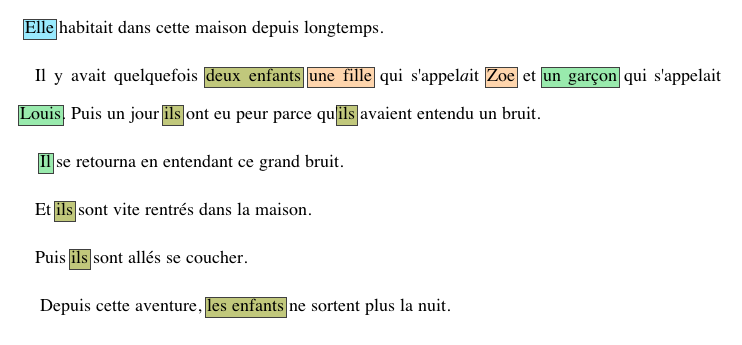 Elle habitait dans cette maison depuis longtemps.
Il y avait quelquefois deux enfants une fille qui s'appelait Zoe et un garçon qui s'appelait
Louis. Puis un jour ils ont eu peur parce qu ils avaient entendu un bruit.
Il se retourna en entendant ce grand bruit.
Et ils sont vite rentrés dans la maison.
Puis ils sont allés se coucher.
Depuis cette aventure, les enfants ne sortent plus la nuit.